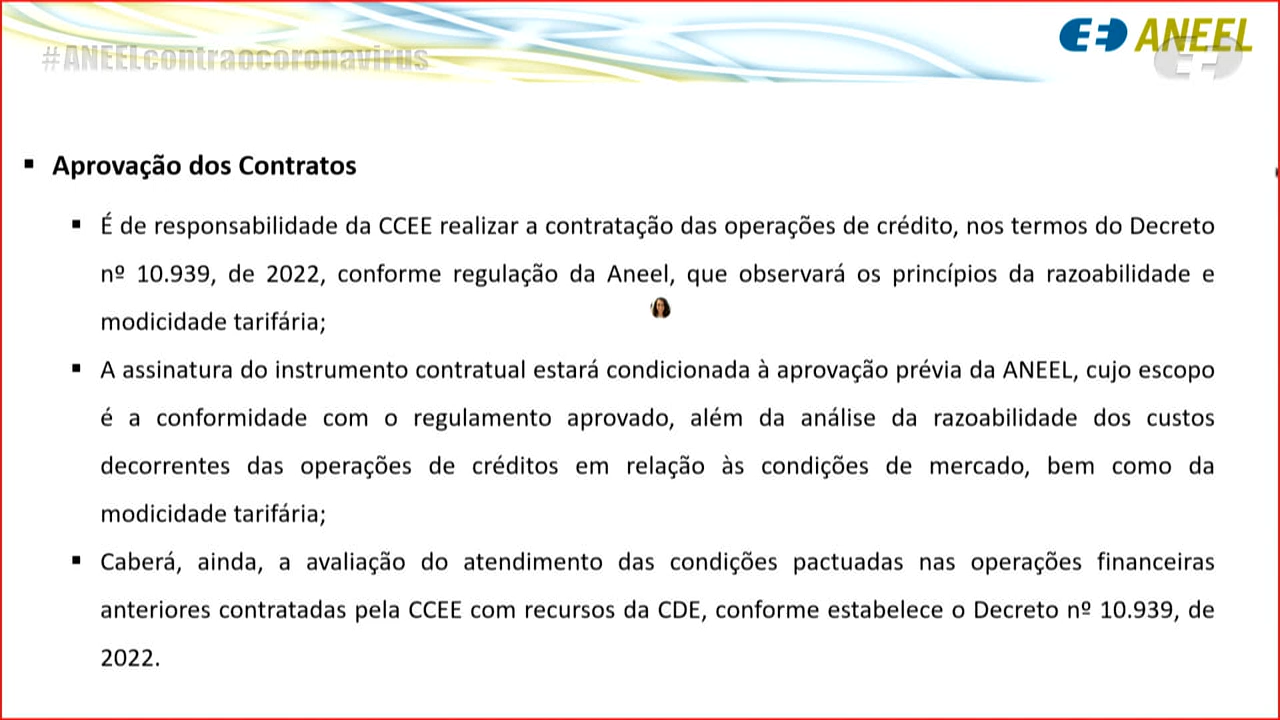 #ANEELcontraocoronavirus
ANEEL
Aprovação dos Contratos
É de responsabilidade da CCEE realizar a contratação das operações de crédito, nos termos do Decreto
nº 10.939, de 2022, conforme regulação da Aneel, que observará os princípios da razoabilidade e
modicidade tarifária;
A assinatura do instrumento contratual estará condicionada à aprovação prévia da ANEEL, cujo escopo
é a conformidade com o regulamento aprovado, além da análise da razoabilidade dos custos
decorrentes das operações de créditos em relação às condições de mercado, bem como da
modicidade tarifária;
Caberá, ainda, a avaliação do atendimento das condições pactuadas nas operações financeiras
anteriores contratadas pela CCEE com recursos da CDE, conforme estabelece o Decreto nº 10.939, de
2022.